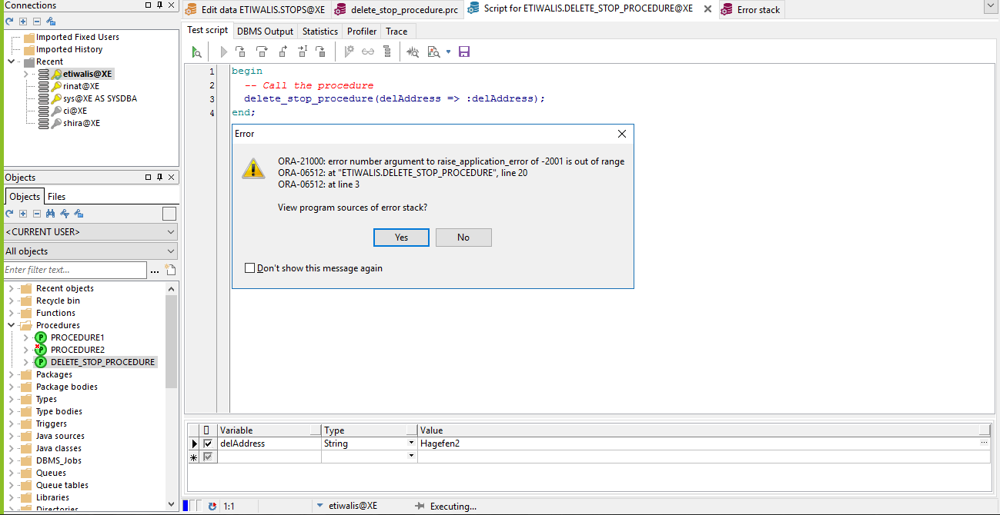 Connections
Imported Fixed Users
Imported History
Recent
etiwalis@XE
rinat@XE
sys@XE AS SYSDBA
ci@XE
shira@XE
Objects
Objects Files
<CURRENT USER>
All objects
Enter filter text...
Recent objects
Recycle bin
Functions
Procedures
PROCEDURE1
PROCEDURE2
DELETE_STOP_PROCEDURE
Packages
Package bodies
Types
Type bodies
Triggers
Java sources
Java classes
DBMS_Jobs
Queues
Queue tables
Libraries
Directories
Edit data ETIWALIS.STOPS@XE delete_stop_procedure.prc Script for ETIWALIS.DELETE_STOP_PROCEDURE@XE Error stack
Test script DBMS Output Statistics Profiler Trace
1 begin
2 -- Call the procedure
3 delete_stop_procedure(delAddress => :delAddress);
4 end;
Error
ORA-21000: error number argument to raise_application_error of -2001 is out of range
ORA-06512: at "ETIWALIS.DELETE_STOP_PROCEDURE", line 20
ORA-06512: at line 3
View program sources of error stack?
Yes No
Don't show this message again
Variable Type Value
delAddress String Hagefen2
1:1 etiwalis@XE Executing...